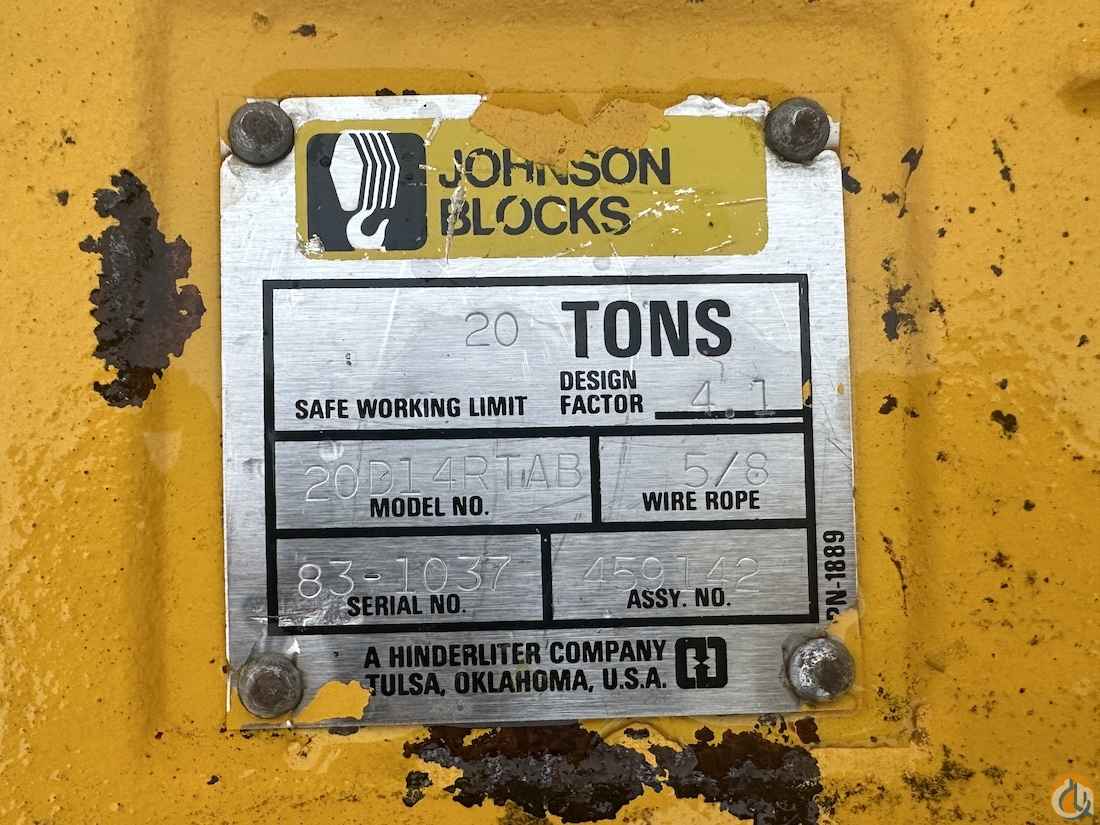 JOHNSON
BLOCKS
20 TONS
SAFE WORKING LIMIT
DESIGN
FACTOR 4.1
20D14RTAB
MODEL NO.
5/8
WIRE ROPE
83-1037
SERIAL NO.
459142
ASSY. NO.
PN-1889
A HINDERLITER COMPANY
TULSA, OKLAHOMA, U.S.A.